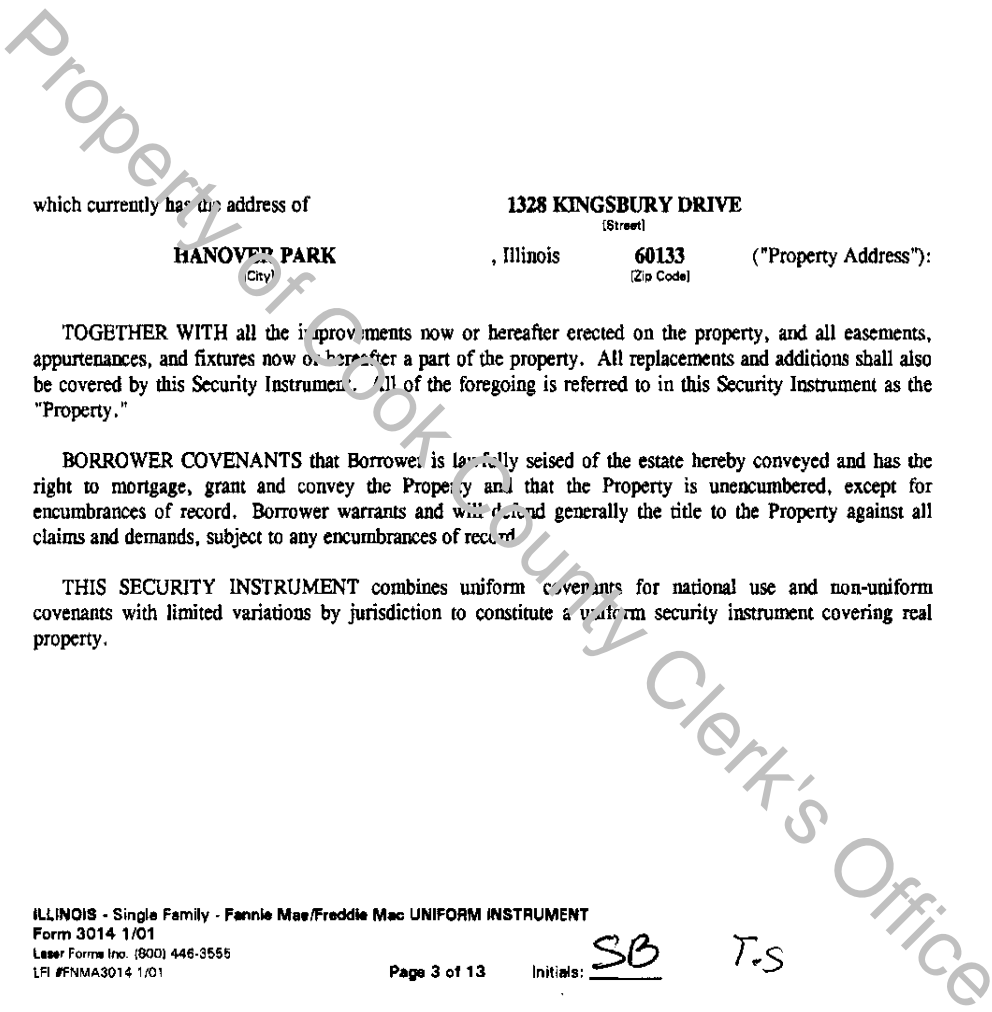 which currently has the address of 1328 KINGSBURY DRIVE
[Street]
HANOVER PARK , Illinois 60133 ("Property Address"):
[City] [Zip Code]
TOGETHER WITH all the improvements now or hereafter erected on the property, and all easements,
appurtenances, and fixtures now or hereafter a part of the property. All replacements and additions shall also
be covered by this Security Instrument. All of the foregoing is referred to in this Security Instrument as the
"Property."
BORROWER COVENANTS that Borrower is lawfully seised of the estate hereby conveyed and has the
right to mortgage, grant and convey the Property and that the Property is unencumbered, except for
encumbrances of record. Borrower warrants and will defend generally the title to the Property against all
claims and demands, subject to any encumbrances of record.
THIS SECURITY INSTRUMENT combines uniform covenants for national use and non-uniform
covenants with limited variations by jurisdiction to constitute a uniform security instrument covering real
property.
ILLINOIS - Single Family - Fannie Mae/Freddie Mac UNIFORM INSTRUMENT
Form 3014 1/01
Laser Forms Inc. (800) 446-3555
LFI #FNMA3014 1/01 Page 3 of 13 Initials: SB T.S
Property of Cook County Clerk's Office